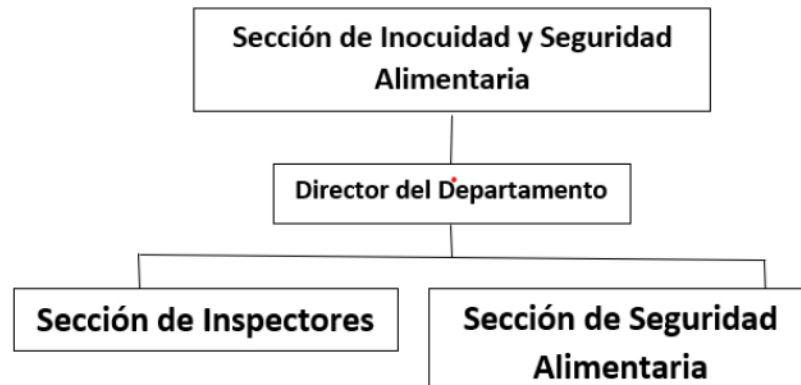 Sección de Inocuidad y Seguridad
Alimentaria
Director del Departamento
Sección de Inspectores
Sección de Seguridad
Alimentaria